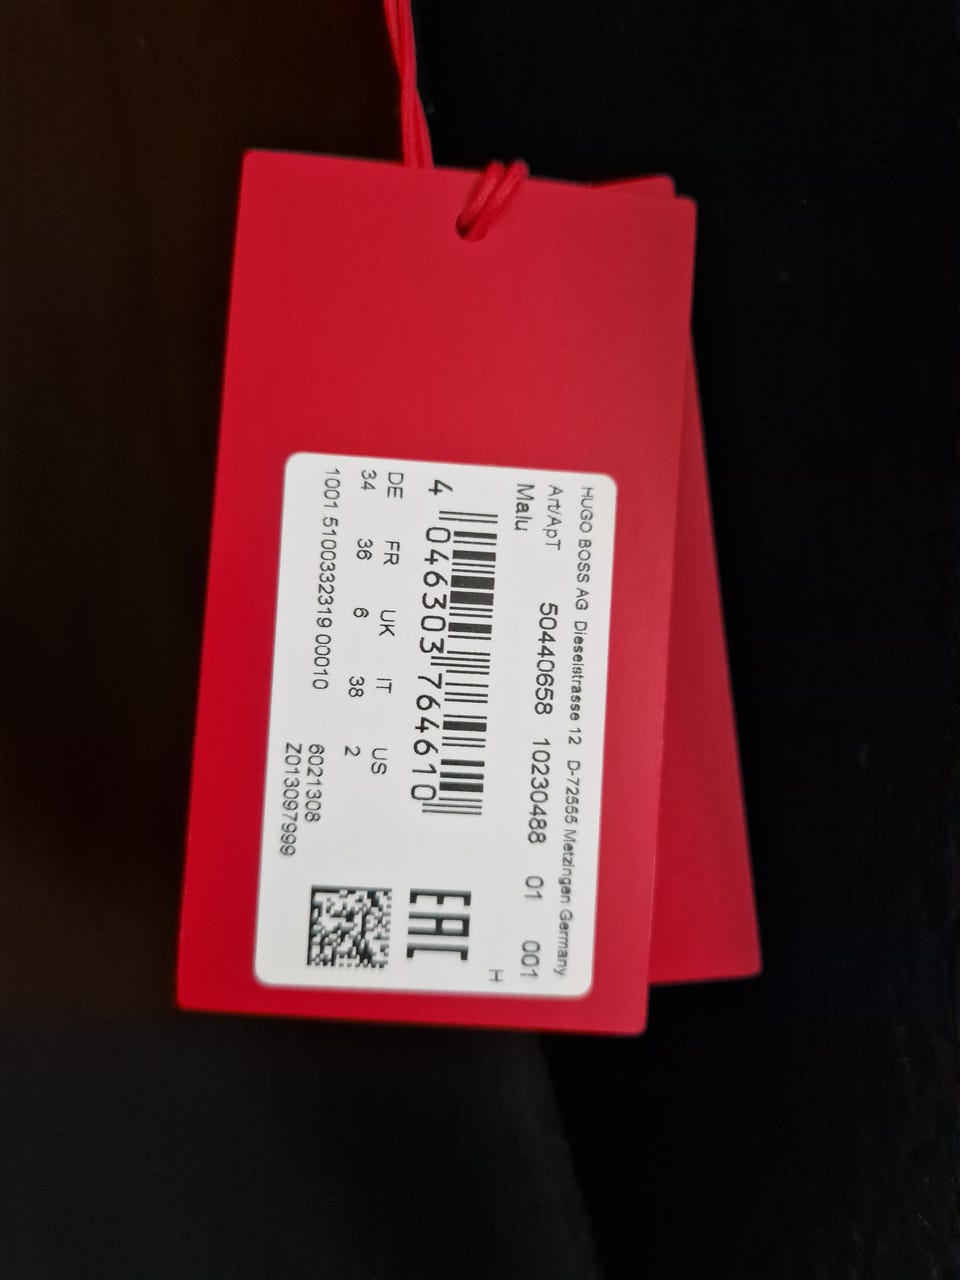 HUGO BOSS AG Dieselstrasse 12 D-72555 Metzingen Germany
Art/ApT 50440658 10230488 01 001
Malu
H
4 046303 764610
EAC
DE FR UK IT US
34 36 6 38 2
1001 5100332319 00010
6021308
Z013097999